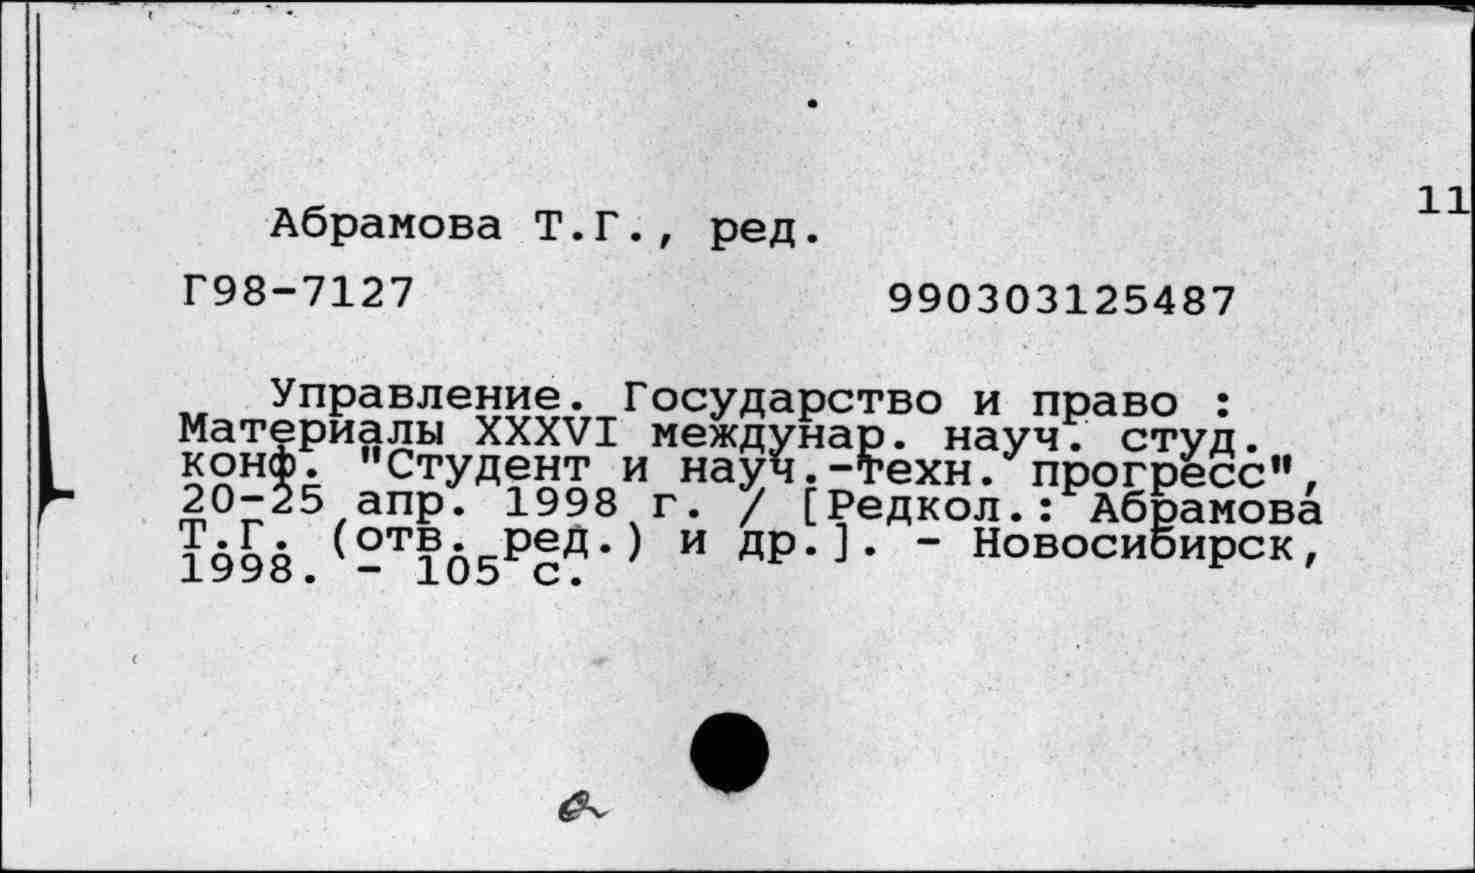 11
Абрамова Т.Г., ред.
Г98-7127 990303125487
Управление. Государство и право :
Материалы XXXVI междунар. науч. студ.
конф. "Студент и науч.-техн. прогресс",
20-25 апр. 1998 г. / [Редкол.: Абрамова
Т.Г. (отв. ред.) и др.]. - Новосибирск,
1998. - 105 с.